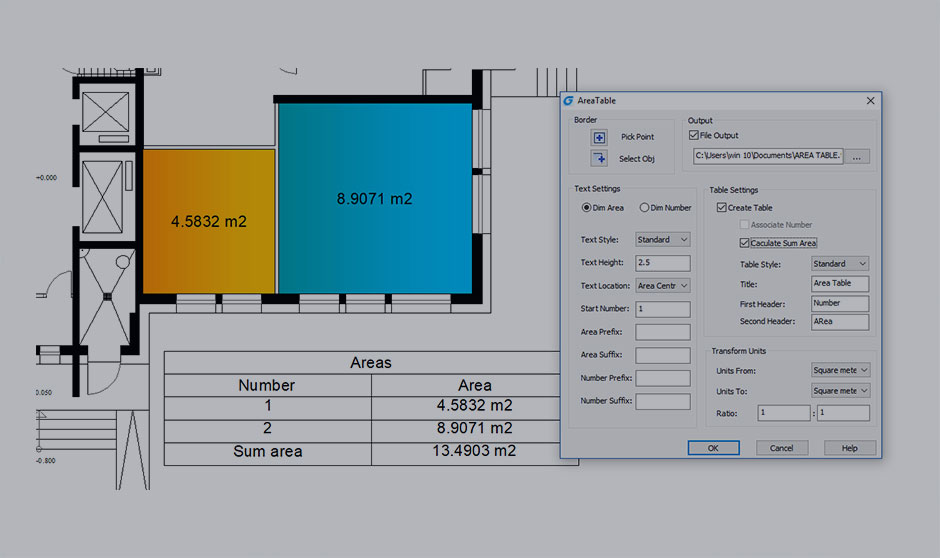 +0.000
4.5832 m2
8.9071 m2
0.050
-0.800
Areas
Number Area
1 4.5832 m2
2 8.9071 m2
Sum area 13.4903 m2
AreaTable
Border
Pick Point
Select Obj
Output
File Output
C:\Users\win 10\Documents\AREA TABLE.
...
Text Settings
Dim Area Dim Number
Text Style: Standard
Text Height: 2.5
Text Location: Area Centr
Start Number: 1
Area Prefix:
Area Suffix:
Number Prefix:
Number Suffix:
Table Settings
Create Table
Associate Number
Caculate Sum Area
Table Style: Standard
Title: Area Table
First Header: Number
Second Header: ARea
Transform Units
Units From: Square mete
Units To: Square mete
Ratio: 1 : 1
OK Cancel Help